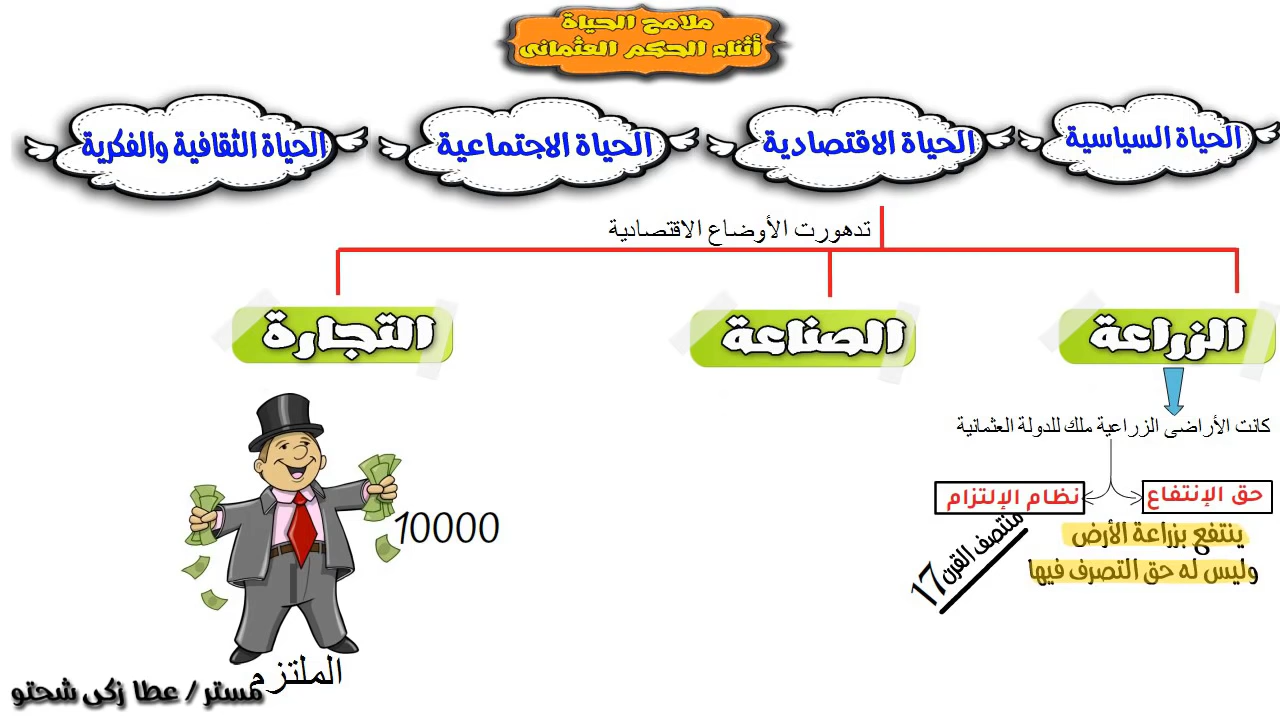 ملامح الحياة
أثناء الحكم العثمانى
الحياة السياسية
الحياة الاقتصادية
الحياة الاجتماعية
الحياة الثقافية والفكرية
تدهورت الأوضاع الاقتصادية
الزراعة
الصناعة
التجارة
كانت الأراضى الزراعية ملك للدولة العثمانية
حق الإنتفاع
نظام الإلتزام
ينتفع بزراعة الأرض
وليس له حق التصرف فيها
منتصف القرن 17
10000
الملتزم
مستر / عطا زكى شحتو